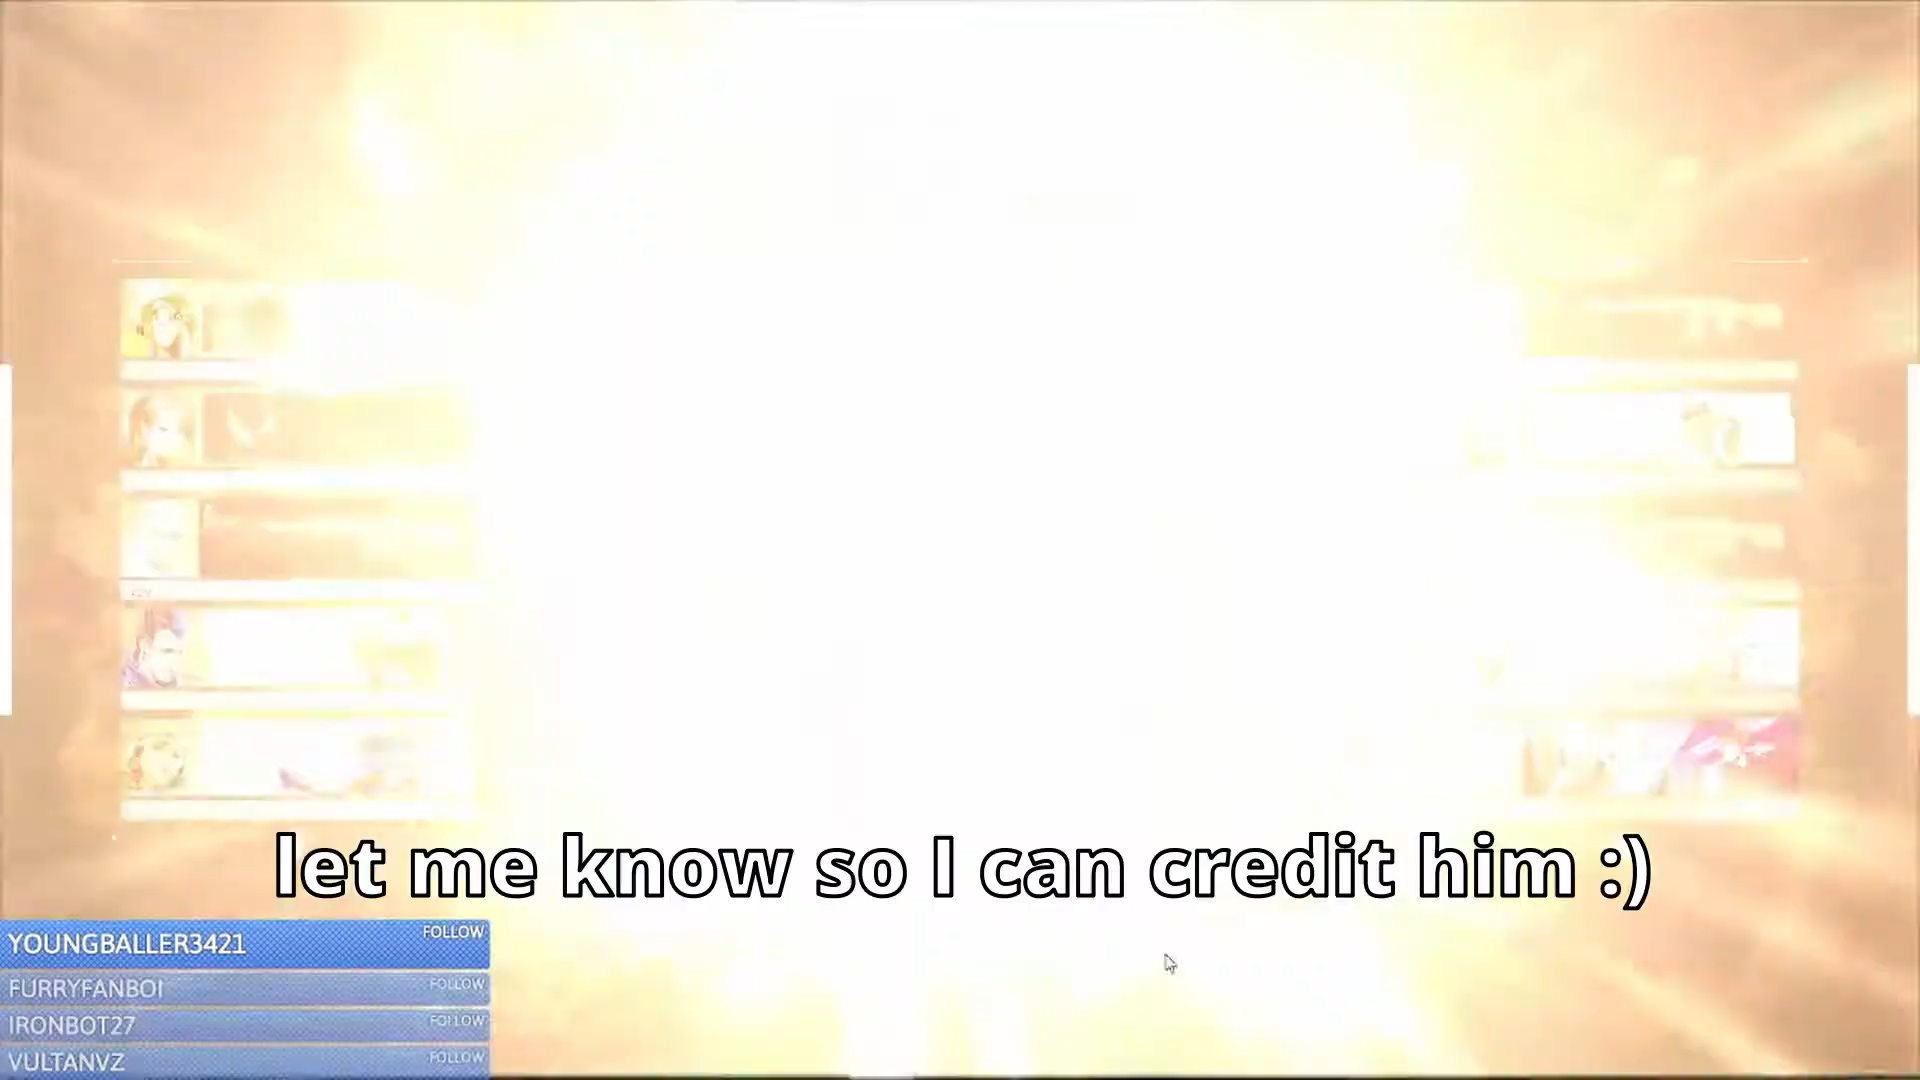 let me know so I can credit him :)
YOUNGBALLER3421 FOLLOW
FURRYFANBOI FOLLOW
IRONBOT27 FOLLOW
VULTANVZ FOLLOW